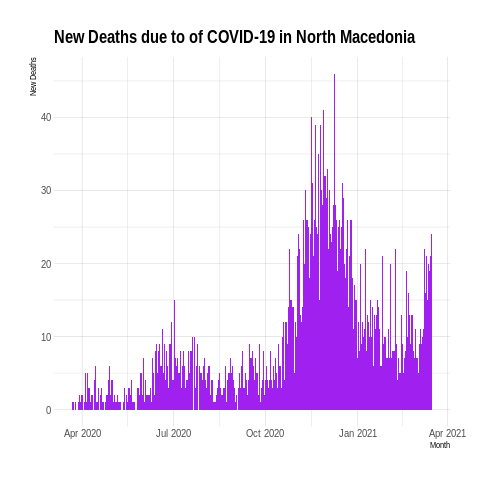 New Deaths due to of COVID-19 in North Macedonia
New Deaths
40
30
20
10
0
Apr 2020 Jul 2020 Oct 2020 Jan 2021 Apr 2021
Month